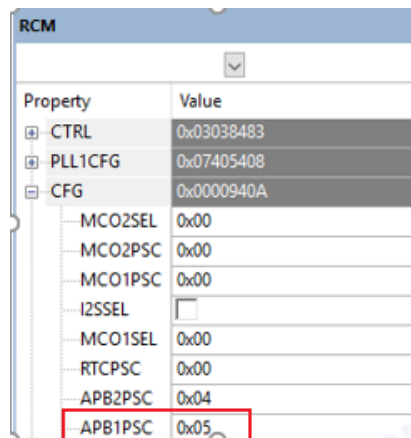 RCM
Property Value
CTRL 0x03038483
PLL1CFG 0x07405408
CFG 0x0000940A
MCO2SEL 0x00
MCO2PSC 0x00
MCO1PSC 0x00
I2SSEL
MCO1SEL 0x00
RTCPSC 0x00
APB2PSC 0x04
APB1PSC 0x05